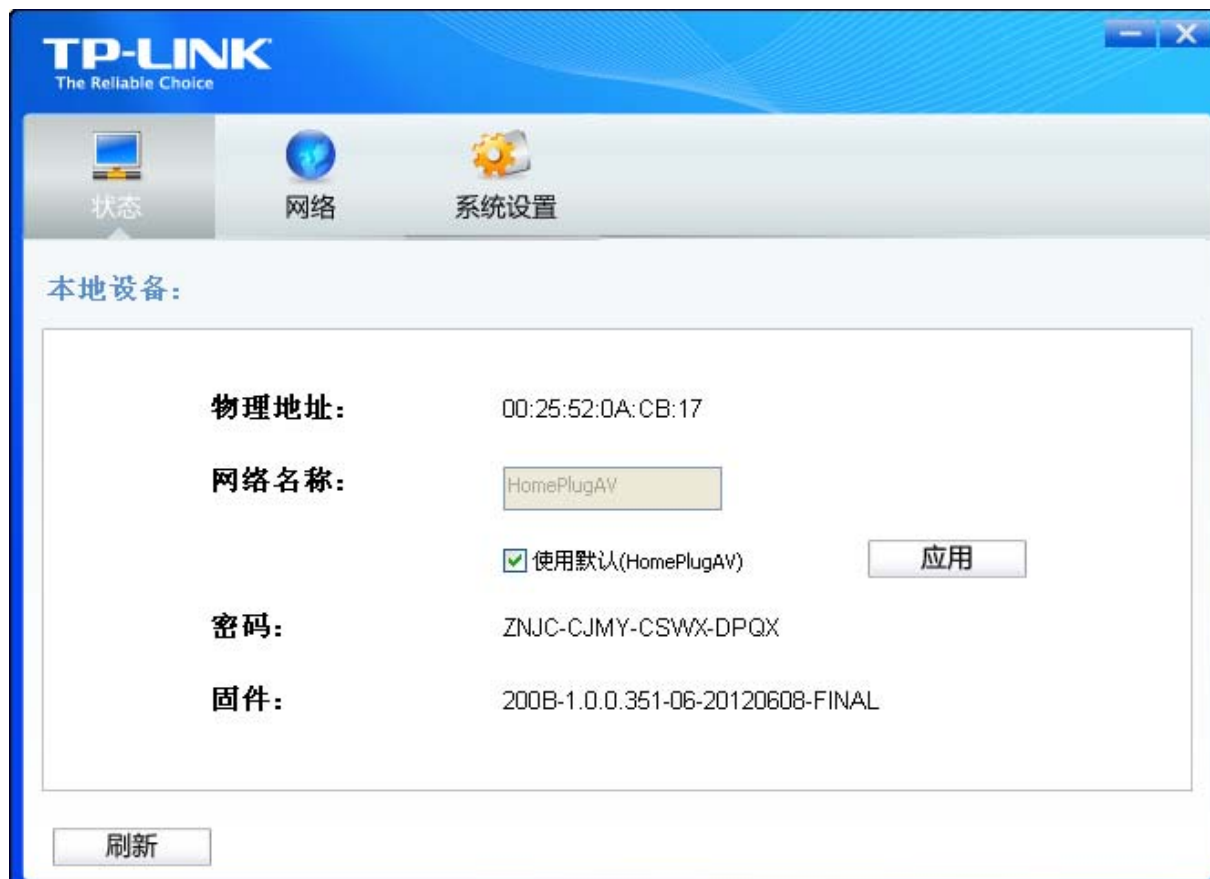 TP-LINK
The Reliable Choice
状态
网络
系统设置
本地设备：
物理地址： 00:25:52:0A:CB:17
网络名称： HomePlugAV
使用默认(HomePlugAV) 应用
密码： ZNJC-CJMY-CSWX-DPQX
固件： 200B-1.0.0.351-06-20120608-FINAL
刷新